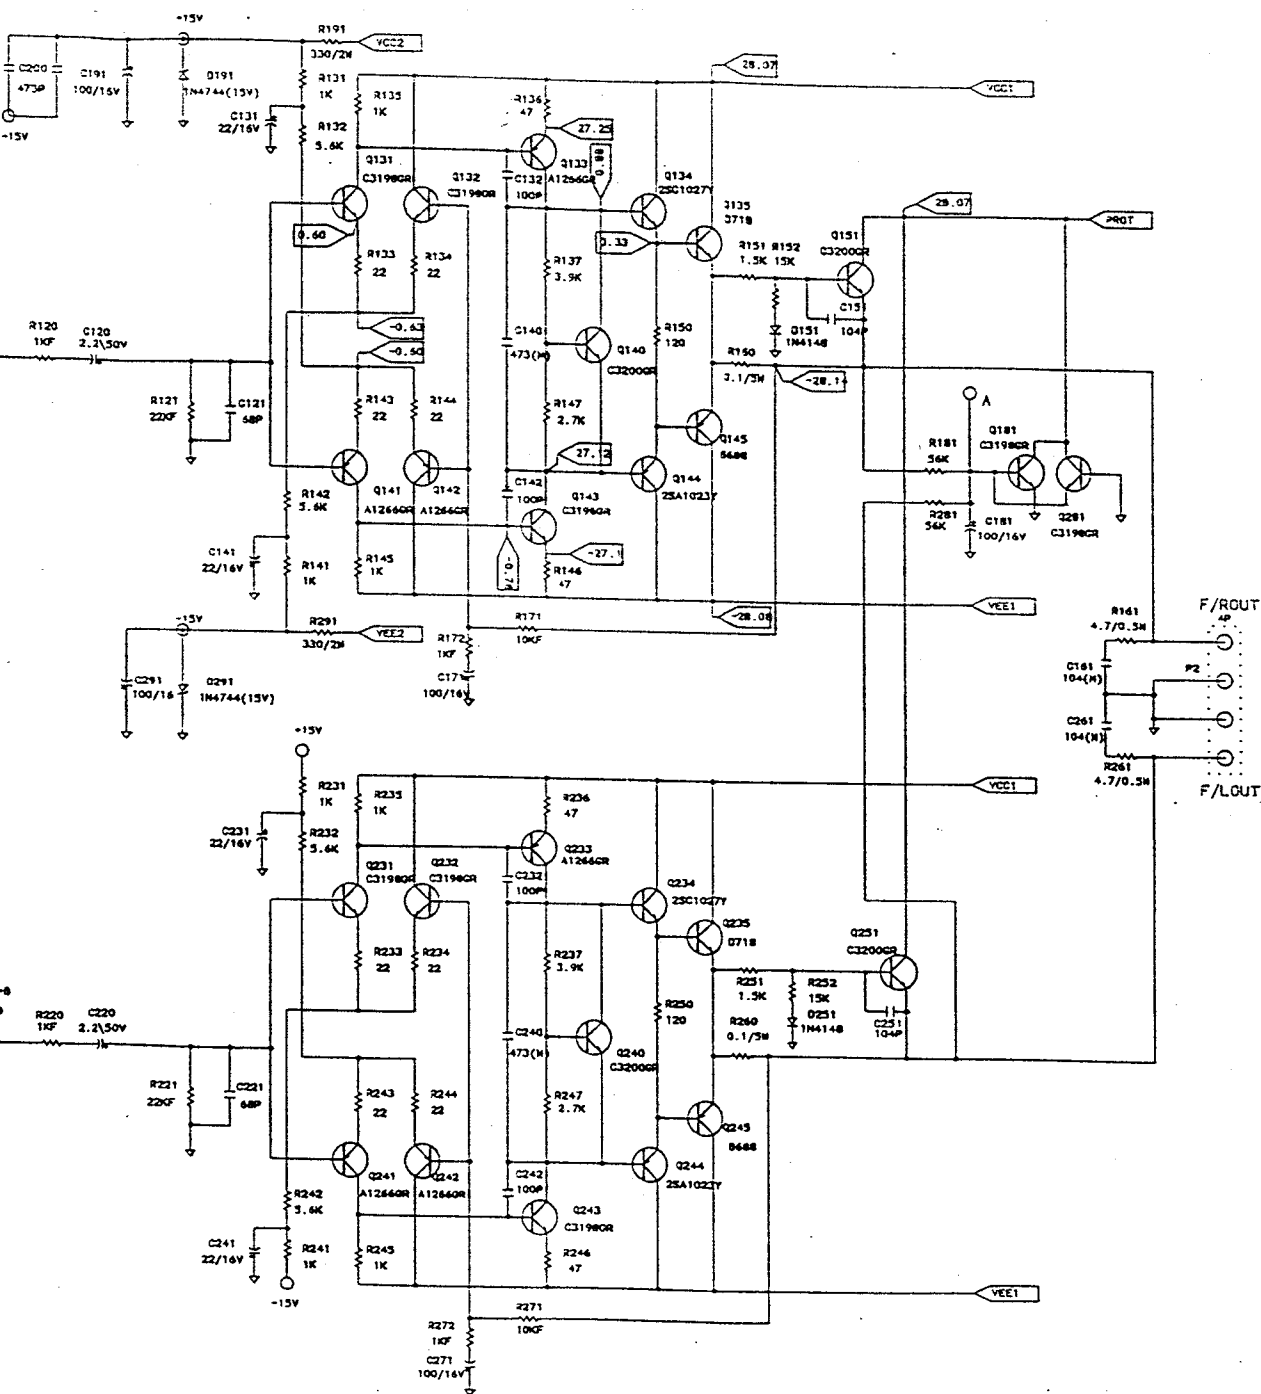 -15V
R191
330/2W
VCC2
C200
473P
C191
100/16V
D191
1N4744(15V)
-15V
R131
1K
C131
22/16V
R132
5.6K
R135
1K
R136
47
27.25
28.07
VCC1
Q131
C3198GR
Q132
C3198GR
C132
100P
Q133
A1266GR
Q134
2SC1027Y
D718
28.07
PROT
0.60
R133
22
R134
22
R137
3.9K
R151
1.5K
R152
15K
Q151
C3200GR
C151
104P
R120
1KF
C120
2.2\50V
-0.63
-0.60
C140
473(M)
Q140
C3200GR
R150
120
D151
1N4148
R160
-28.14
R121
22KF
C121
68P
R143
22
R144
22
R147
2.7K
Q145
A
Q181
C3198GR
R181
56K
27.12
R142
5.6K
Q141
A1266GR
Q142
A1266GR
C142
100P
Q143
C3198GR
Q144
2SA1023Y
R281
56K
C181
100/16V
Q281
C3198GR
C141
22/16V
R141
1K
R145
1K
-27.1
R146
47
-15V
R291
330/2W
VEE2
R171
10KF
-28.08
VEE1
R172
1KF
C17
100/16V
C291
100/16
D291
1N4744(15V)
R161
4.7/0.5W
F/ROUT
4P
C161
104(M)
P2
C261
104(M)
R261
4.7/0.5W
F/LOUT
+15V
R231
1K
C231
22/16V
R232
5.6K
R235
1K
R236
47
VCC1
Q231
C3198GR
Q232
C3198GR
Q233
A1266GR
C232
100P
Q234
2SC1027Y
Q235
D718
R233
22
R234
22
R237
3.9K
Q251
C3200GR
R251
1.5K
R252
15K
D251
1N4148
C251
104P
R220
1KF
C220
2.2\50V
C240
473(M)
Q240
C3200GR
R250
120
R260
0.1/5W
R221
22KF
C221
68P
R243
22
R244
22
R247
2.7K
Q245
B688
R242
5.6K
Q241
A1266GR
Q242
A1266GR
C242
100P
Q243
C3198GR
Q244
2SA1023Y
C241
22/16V
R241
1K
R245
1K
R246
47
-15V
VEE1
R271
10KF
R272
1KF
C271
100/16V